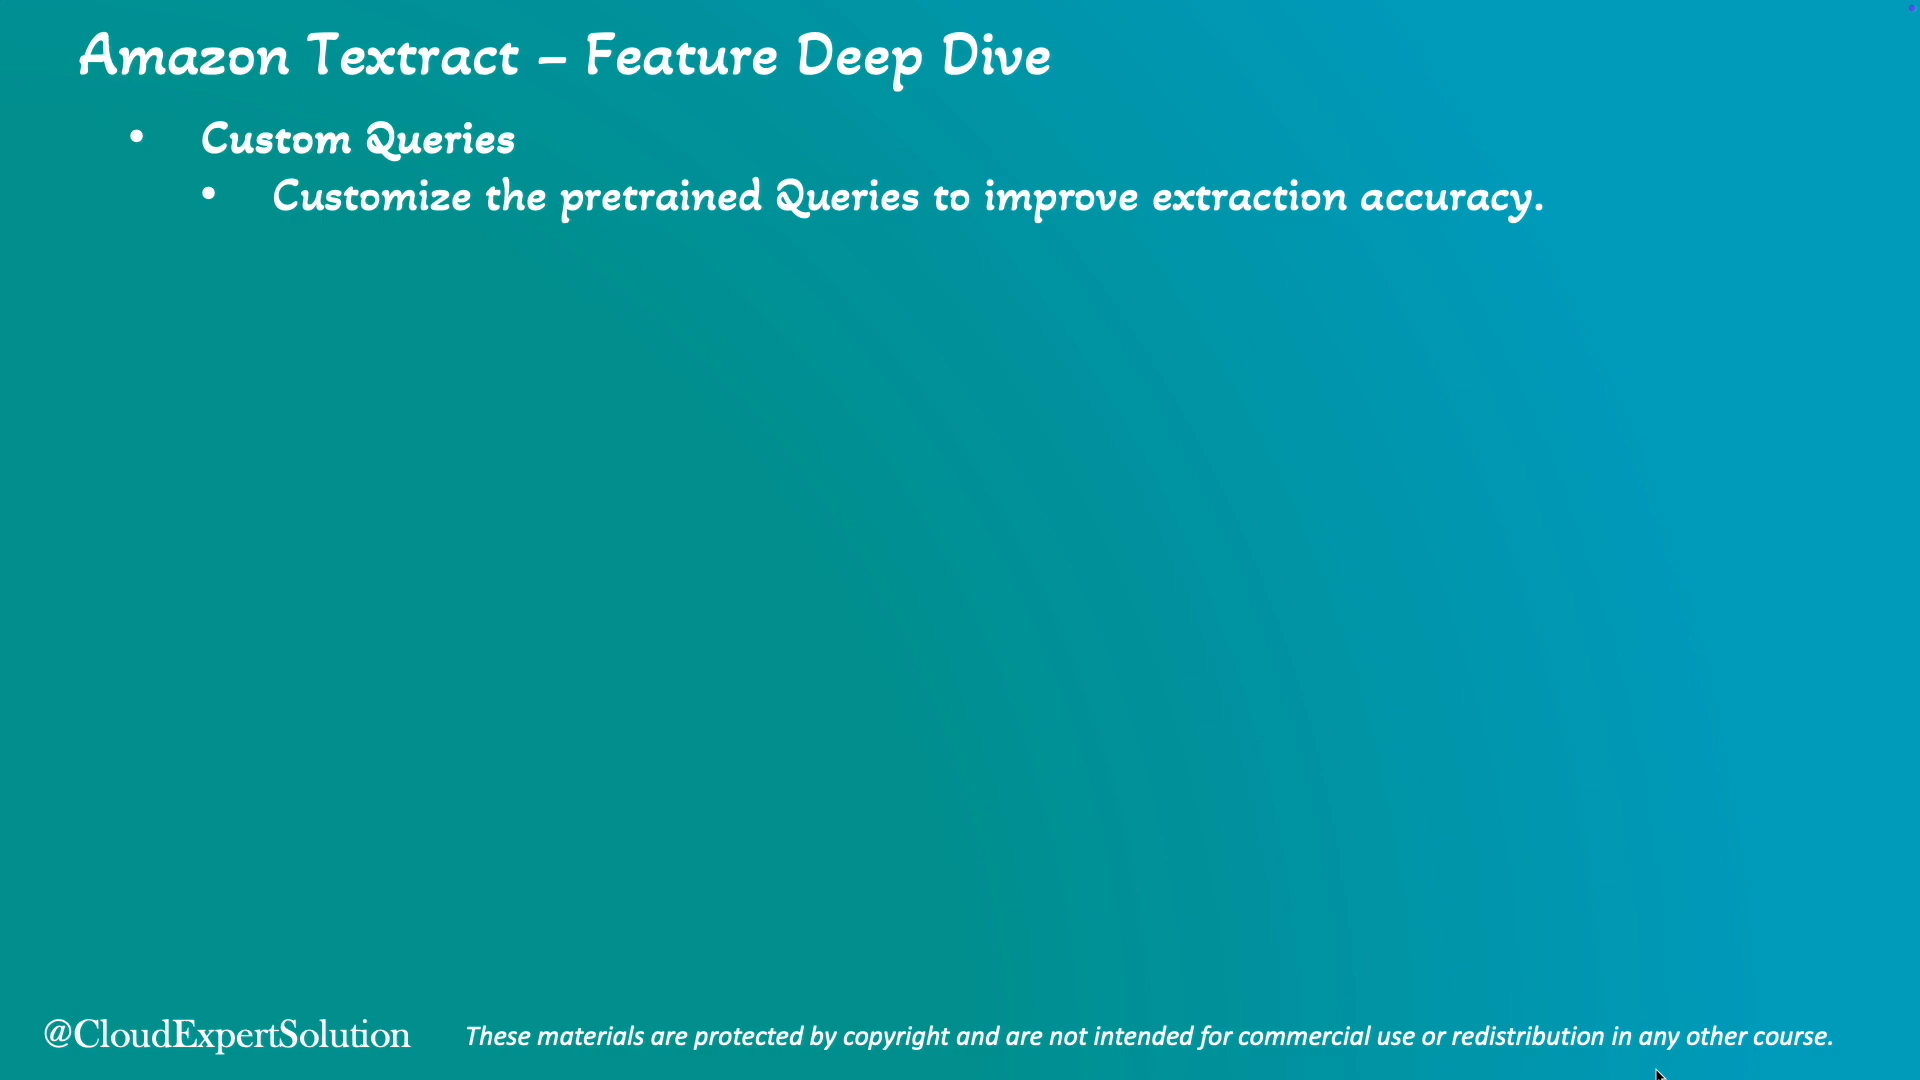 Amazon Textract – Feature Deep Dive
• Custom Queries
• Customize the pretrained Queries to improve extraction accuracy.
@CloudExpertSolution These materials are protected by copyright and are not intended for commercial use or redistribution in any other course.